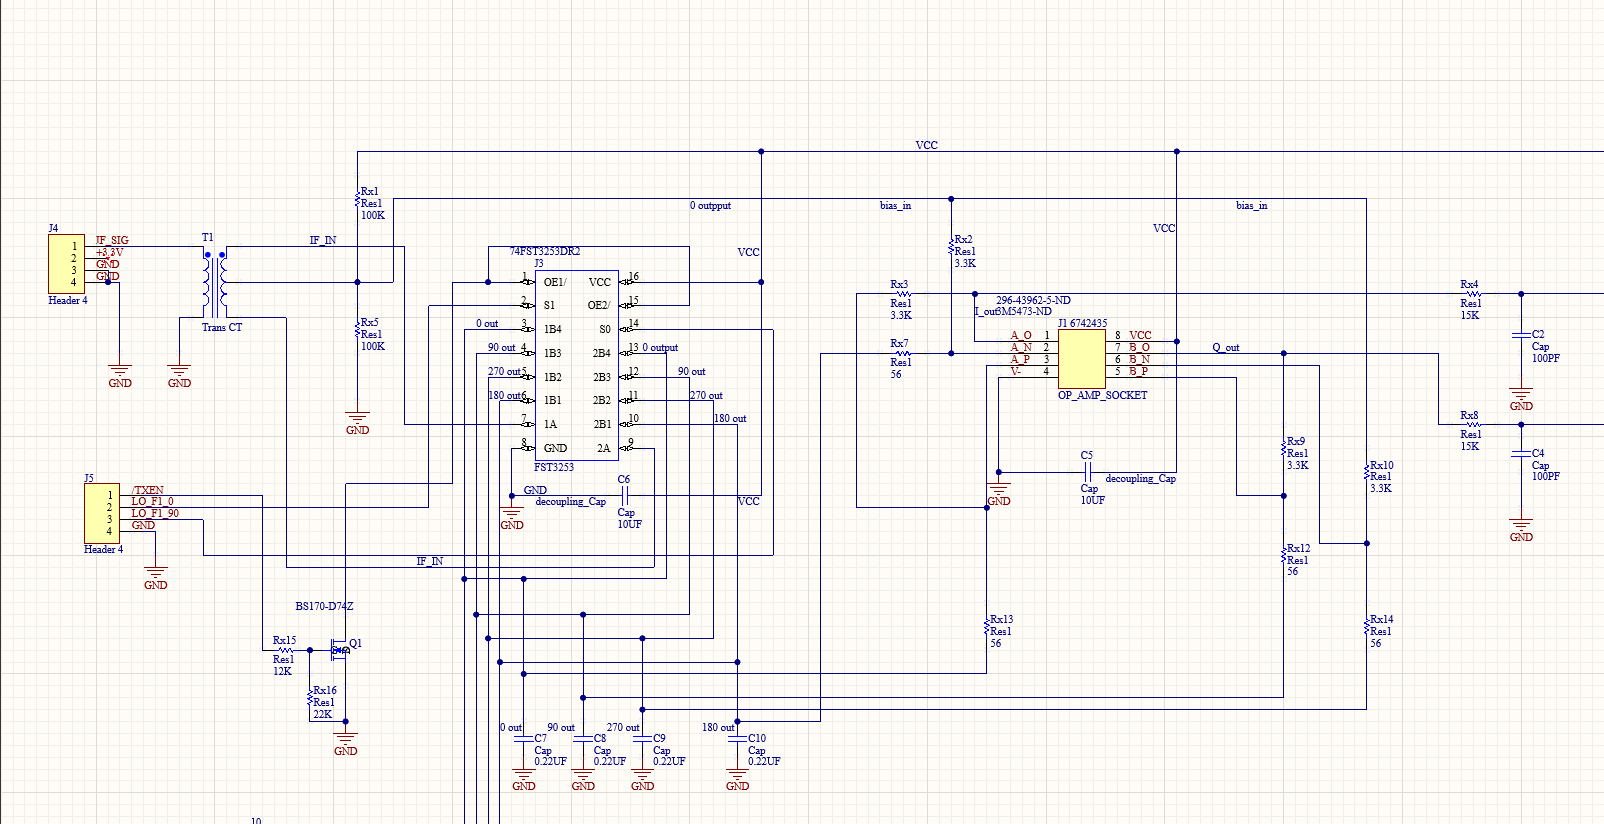 VCC
Rx1
Res1
100K
0 outpput
bias_in
bias_in
J4
1
2
3
4
IF_SIG
+3.3V
GND
GND
Header 4
T1
Trans CT
IF_IN
GND
GND
Rx5
Res1
100K
GND
74FST3253DR2
J3
VCC
VCC
1 OE1/ VCC 16
2 S1 OE2/ 15
0 out 3 1B4 S0 14
90 out 4 1B3 2B4 13 0 output
270 out 5 1B2 2B3 12 90 out
180 out 6 1B1 2B2 11 270 out
7 1A 2B1 10 180 out
8 GND 2A 9
FST3253
GND
decoupling_Cap
C6
Cap
10UF
VCC
GND
Rx2
Res1
3.3K
Rx3
Res1
3.3K
Rx7
Res1
56
296-43962-5-ND
I_out
3M5473-ND
J1 6742435
A_O 1 8 VCC
A_N 2 7 B_O
A_P 3 6 B_N
V- 4 5 B_P
OP_AMP_SOCKET
Q_out
Rx4
Res1
15K
C2
Cap
100PF
GND
Rx8
Res1
15K
C4
Cap
100PF
GND
C5
Cap
10UF
decoupling_Cap
GND
Rx9
Res1
3.3K
Rx10
Res1
3.3K
Rx12
Res1
56
J5
1
2
3
4
/TXEN
LO_F1_0
LO_F1_90
GND
Header 4
GND
IF_IN
BS170-D74Z
Rx15
Res1
12K
Q1
Rx16
Res1
22K
GND
Rx13
Res1
56
Rx14
Res1
56
0 out
C7
Cap
0.22UF
GND
90 out
C8
Cap
0.22UF
GND
270 out
C9
Cap
0.22UF
GND
180 out
C10
Cap
0.22UF
GND
10